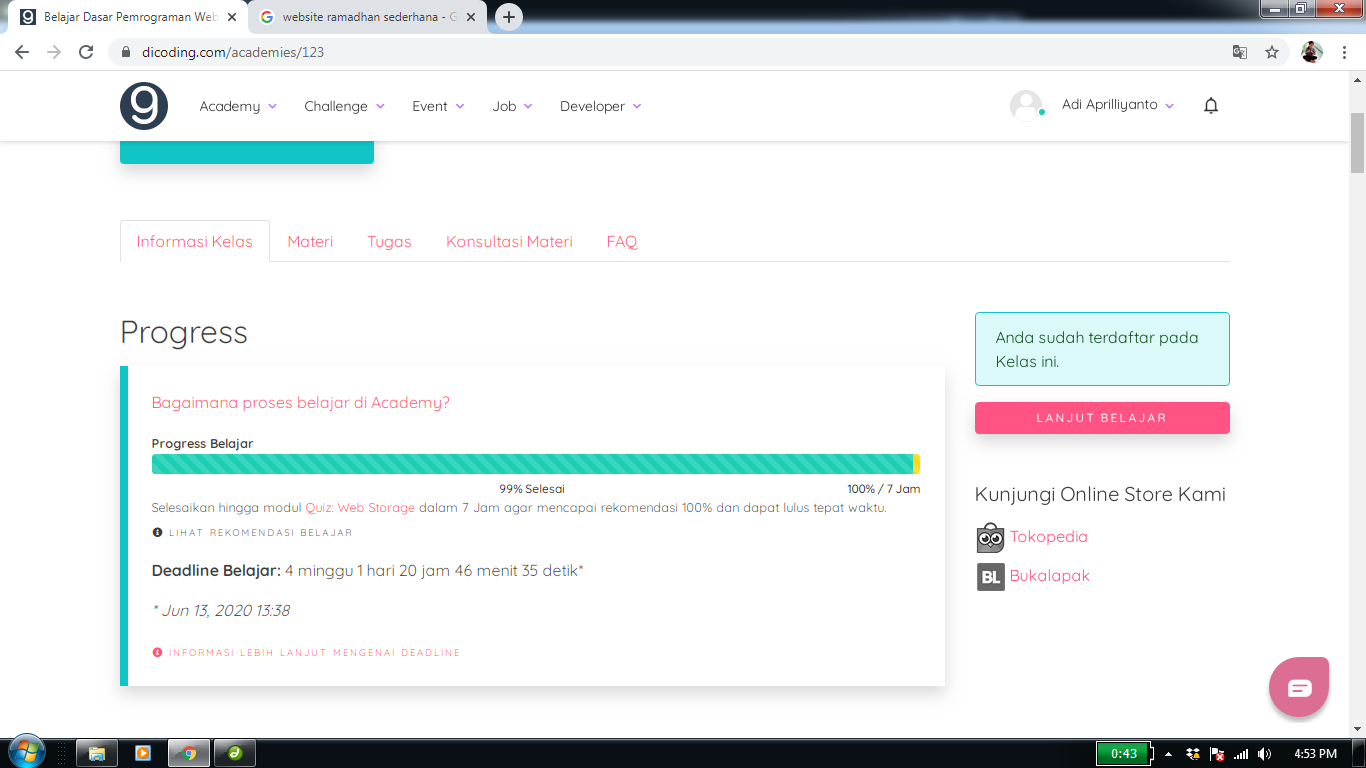 Belajar Dasar Pemrograman Web
website ramadhan sederhana - G
dicoding.com/academies/123
Academy
Challenge
Event
Job
Developer
Adi Aprilliyanto
Informasi Kelas
Materi
Tugas
Konsultasi Materi
FAQ
Progress
Bagaimana proses belajar di Academy?
Progress Belajar
99% Selesai
100% / 7 Jam
Selesaikan hingga modul Quiz: Web Storage dalam 7 Jam agar mencapai rekomendasi 100% dan dapat lulus tepat waktu.
LIHAT REKOMENDASI BELAJAR
Deadline Belajar: 4 minggu 1 hari 20 jam 46 menit 35 detik*
* Jun 13, 2020 13:38
INFORMASI LEBIH LANJUT MENGENAI DEADLINE
Anda sudah terdaftar pada
Kelas ini.
LANJUT BELAJAR
Kunjungi Online Store Kami
Tokopedia
BL Bukalapak
0:43
4:53 PM